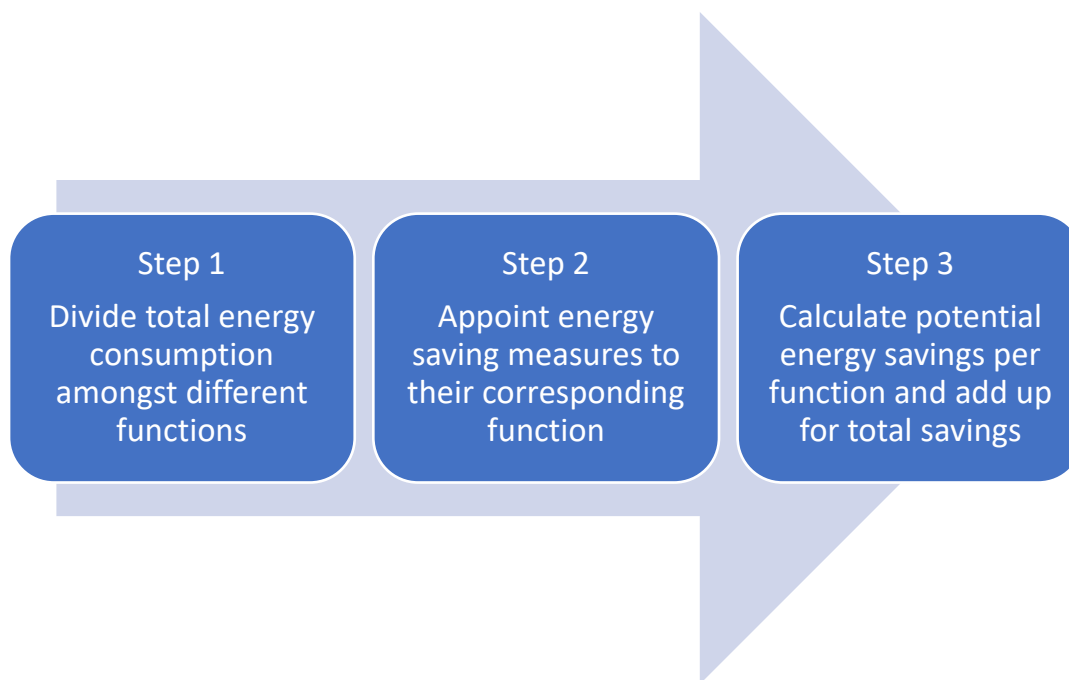 Step 1
Divide total energy
consumption
amongst different
functions
Step 2
Appoint energy
saving measures to
their corresponding
function
Step 3
Calculate potential
energy savings per
function and add up
for total savings